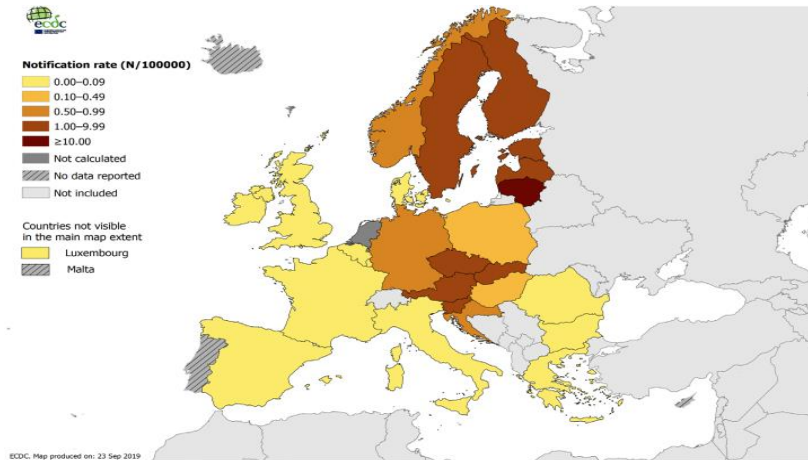 ecdc
Notification rate (N/100000)
0.00–0.09
0.10–0.49
0.50–0.99
1.00–9.99
≥10.00
Not calculated
No data reported
Not included
Countries not visible
in the main map extent
Luxembourg
Malta
ECDC. Map produced on: 23 Sep 2019